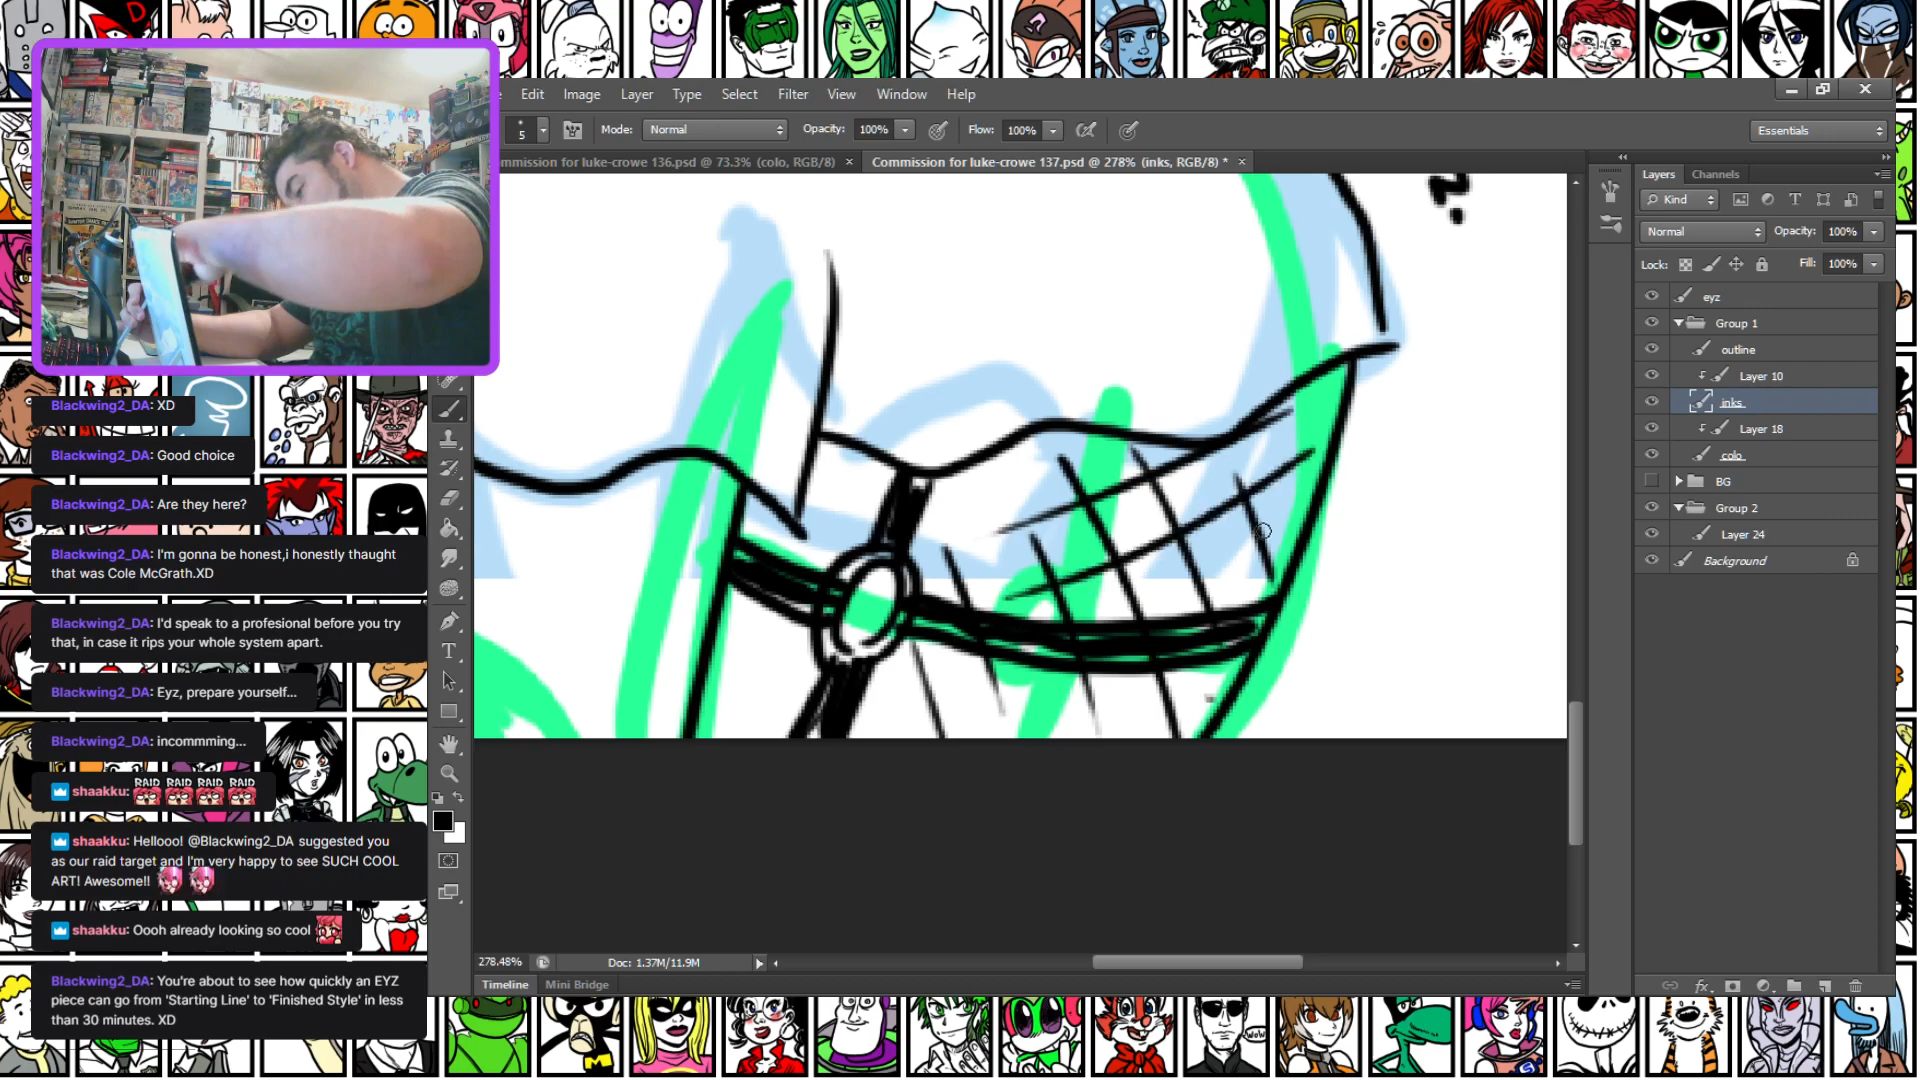 Edit Image Layer Type Select Filter View Window Help
5 Mode: Normal Opacity: 100% Flow: 100% Essentials
mmission for luke-crowe 136.psd @ 73.3% (colo, RGB/8) × Commission for luke-crowe 137.psd @ 278% (inks, RGB/8) * ×
Layers Channels
Kind
Normal Opacity: 100%
Lock: Fill: 100%
eyz
Group 1
outline
Layer 10
inks
Layer 18
colo
BG
Group 2
Layer 24
Background
?
Blackwing2_DA: XD
Blackwing2_DA: Good choice
Blackwing2_DA: Are they here?
Blackwing2_DA: I'm gonna be honest,i honestly thaught
that was Cole McGrath.XD
Blackwing2_DA: I'd speak to a profesional before you try
that, in case it rips your whole system apart.
Blackwing2_DA: Eyz, prepare yourself...
Blackwing2_DA: incommming...
shaakku: RAID RAID RAID RAID
shaakku: Hellooo! @Blackwing2_DA suggested you
as our raid target and I'm very happy to see SUCH COOL
ART! Awesome!!
shaakku: Oooh already looking so cool
Blackwing2_DA: You're about to see how quickly an EYZ
piece can go from 'Starting Line' to 'Finished Style' in less
than 30 minutes. XD
278.48% Doc: 1.37M/11.9M
Timeline Mini Bridge
fx
WOW